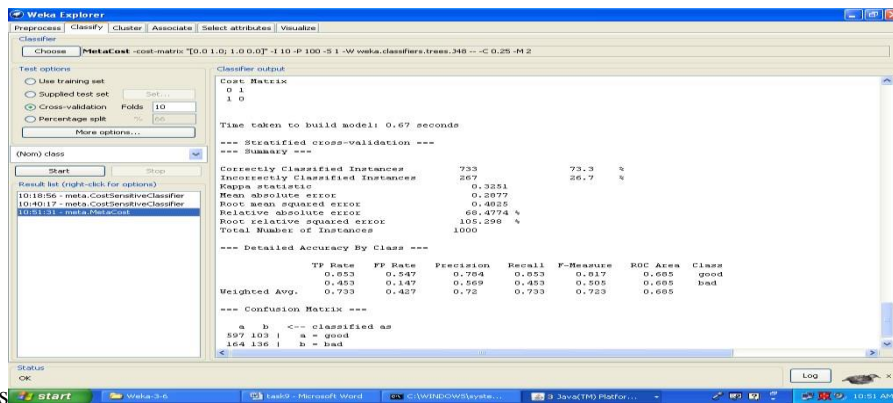 Weka Explorer
Preprocess Classify Cluster Associate Select attributes Visualize
Classifier
Choose MetaCost -cost-matrix "[0.0 1.0; 1.0 0.0]" -I 10 -P 100 -S 1 -W weka.classifiers.trees.J48 -- -C 0.25 -M 2
Test options
Use training set
Supplied test set Set...
Cross-validation Folds 10
Percentage split % 66
More options...
(Nom) class
Start Stop
Result list (right-click for options)
10:18:56 - meta.CostSensitiveClassifier
10:40:17 - meta.CostSensitiveClassifier
10:51:31 - meta.MetaCost
Classifier output
Cost Matrix
0 1
1 0
Time taken to build model: 0.67 seconds
=== Stratified cross-validation ===
=== Summary ===
Correctly Classified Instances 733 73.3 %
Incorrectly Classified Instances 267 26.7 %
Kappa statistic 0.3251
Mean absolute error 0.2877
Root mean squared error 0.4825
Relative absolute error 68.4774 %
Root relative squared error 105.298 %
Total Number of Instances 1000
=== Detailed Accuracy By Class ===
TP Rate FP Rate Precision Recall F-Measure ROC Area Class
0.853 0.547 0.784 0.853 0.817 0.685 good
0.453 0.147 0.569 0.453 0.505 0.685 bad
Weighted Avg. 0.733 0.427 0.72 0.733 0.723 0.685
=== Confusion Matrix ===
a b <-- classified as
597 103 | a = good
164 136 | b = bad
Status
OK
Log
x 0
s
start Weka-3-6 task9 - Microsoft Word C:\WINDOWS\syste... 3 Java(TM) Platfor... 10:51 AM